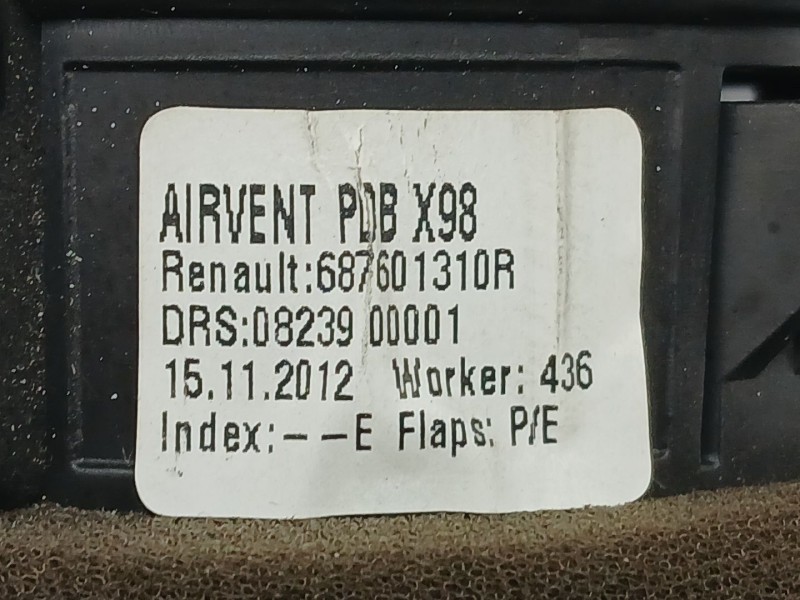 AIRVENT PDB X98
Renault:687601310R
DRS:08239 00001
15.11.2012 Worker: 436
Index:--E Flaps: P/E